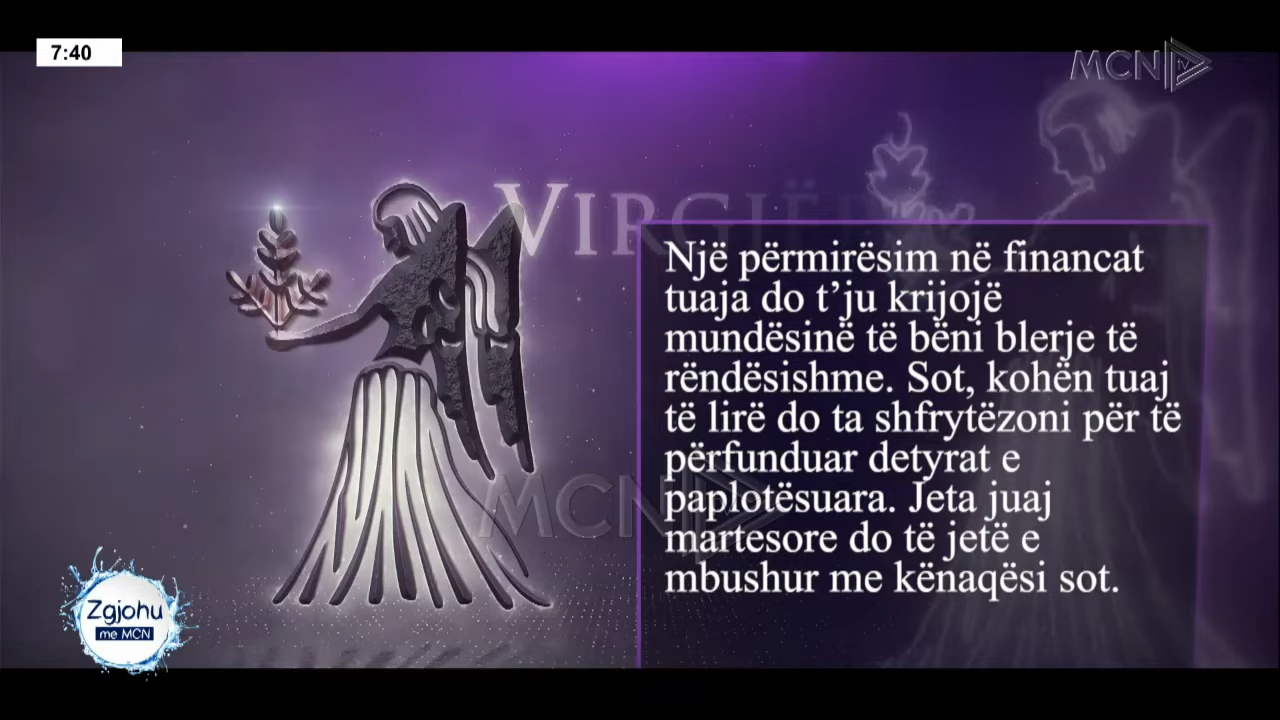 7:40
MCN tv
Një përmirësim në financat
tuaja do t’ju krijojë
mundësinë të bëni blerje të
rëndësishme. Sot, kohën tuaj
të lirë do ta shfrytëzoni për të
përfunduar detyrat e
paplotësuara. Jeta juaj
martesore do të jetë e
mbushur me kënaqësi sot.
MCN
Zgjohu
me MCN